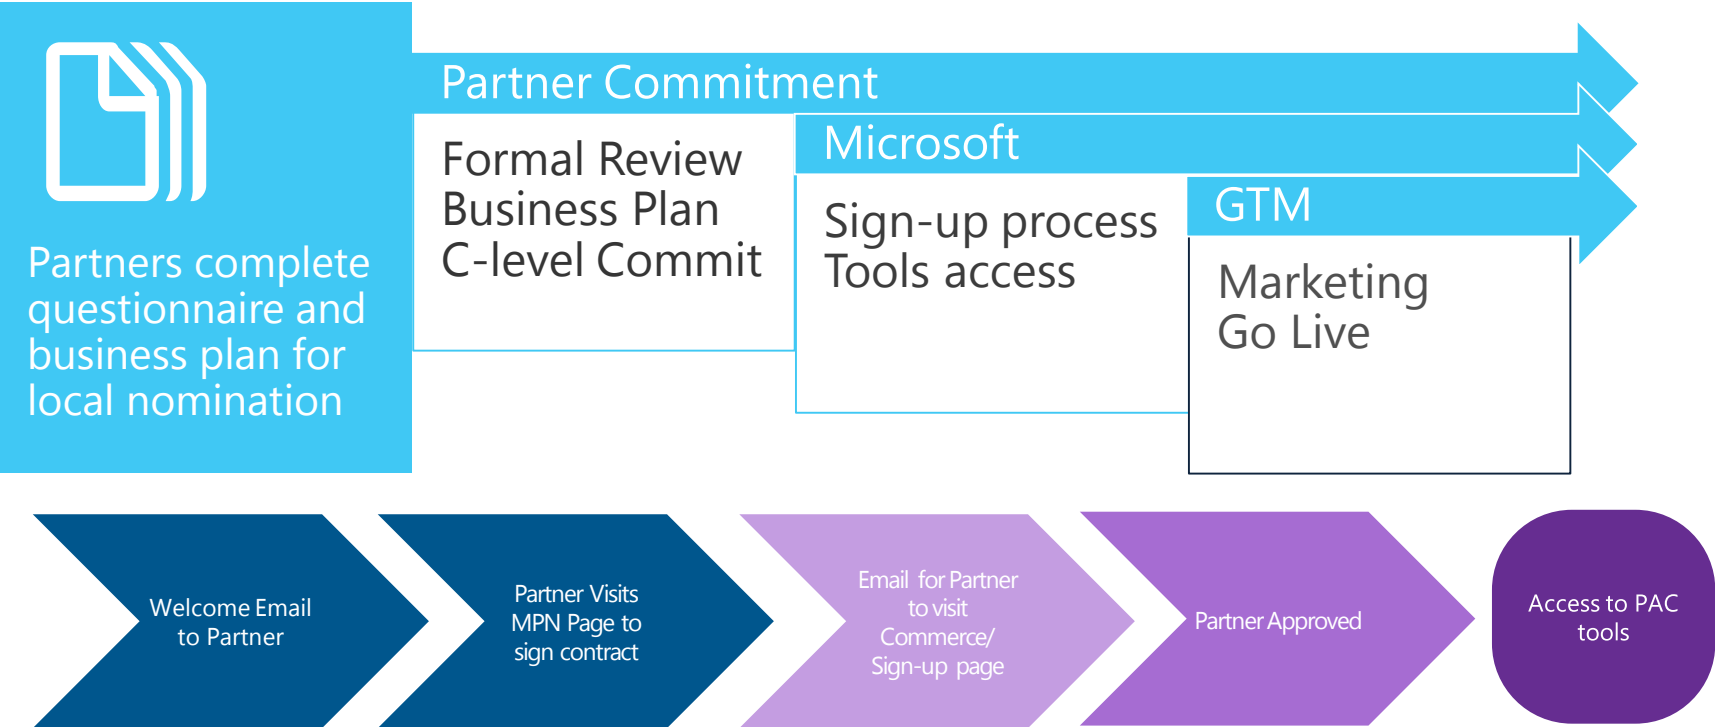 Partners complete
questionnaire and
business plan for
local nomination
Partner Commitment
Formal Review
Business Plan
C-level Commit
Microsoft
Sign-up process
Tools access
GTM
Marketing
Go Live
Welcome Email
to Partner
Partner Visits
MPN Page to
sign contract
Email for Partner
to visit
Commerce/
Sign-up page
Partner Approved
Access to PAC
tools